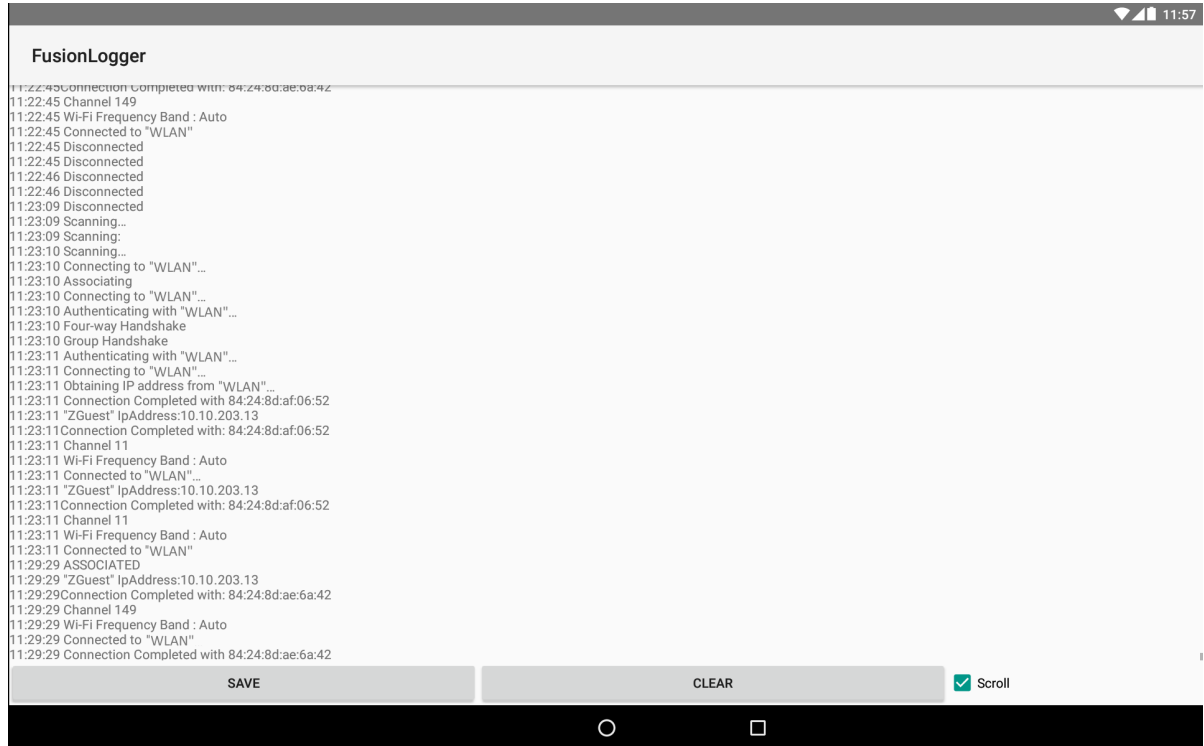 11:57
FusionLogger
11:22:45Connection Completed with: 84:24:8d:ae:6a:42
11:22:45 Channel 149
11:22:45 Wi-Fi Frequency Band : Auto
11:22:45 Connected to "WLAN"
11:22:45 Disconnected
11:22:45 Disconnected
11:22:46 Disconnected
11:22:46 Disconnected
11:23:09 Disconnected
11:23:09 Scanning…
11:23:09 Scanning:
11:23:10 Scanning…
11:23:10 Connecting to "WLAN"…
11:23:10 Associating
11:23:10 Connecting to "WLAN"…
11:23:10 Authenticating with "WLAN"…
11:23:10 Four-way Handshake
11:23:10 Group Handshake
11:23:11 Authenticating with "WLAN"…
11:23:11 Connecting to "WLAN"…
11:23:11 Obtaining IP address from "WLAN"…
11:23:11 Connection Completed with 84:24:8d:af:06:52
11:23:11 "ZGuest" IpAddress:10.10.203.13
11:23:11Connection Completed with: 84:24:8d:af:06:52
11:23:11 Channel 11
11:23:11 Wi-Fi Frequency Band : Auto
11:23:11 Connected to "WLAN"…
11:23:11 "ZGuest" IpAddress:10.10.203.13
11:23:11Connection Completed with: 84:24:8d:af:06:52
11:23:11 Channel 11
11:23:11 Wi-Fi Frequency Band : Auto
11:23:11 Connected to "WLAN"
11:29:29 ASSOCIATED
11:29:29 "ZGuest" IpAddress:10.10.203.13
11:29:29Connection Completed with: 84:24:8d:ae:6a:42
11:29:29 Channel 149
11:29:29 Wi-Fi Frequency Band : Auto
11:29:29 Connected to "WLAN"
11:29:29 Connection Completed with 84:24:8d:ae:6a:42
SAVE
CLEAR
Scroll